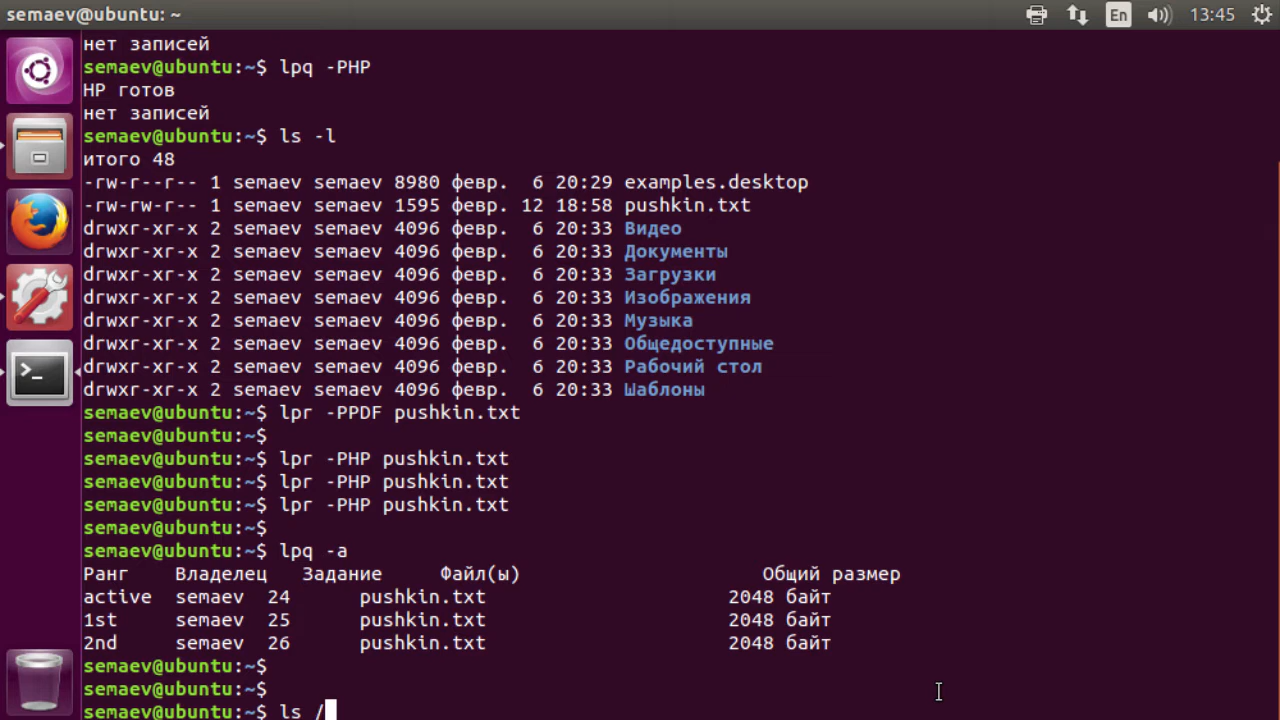 semaev@ubuntu: ~
En
13:45
нет записей
semaev@ubuntu:~$ lpq -PHP
HP готов
нет записей
semaev@ubuntu:~$ ls -l
итого 48
-rw-r--r-- 1 semaev semaev 8980 февр.  6 20:29 examples.desktop
-rw-rw-r-- 1 semaev semaev 1595 февр. 12 18:58 pushkin.txt
drwxr-xr-x 2 semaev semaev 4096 февр.  6 20:33 Видео
drwxr-xr-x 2 semaev semaev 4096 февр.  6 20:33 Документы
drwxr-xr-x 2 semaev semaev 4096 февр.  6 20:33 Загрузки
drwxr-xr-x 2 semaev semaev 4096 февр.  6 20:33 Изображения
drwxr-xr-x 2 semaev semaev 4096 февр.  6 20:33 Музыка
drwxr-xr-x 2 semaev semaev 4096 февр.  6 20:33 Общедоступные
drwxr-xr-x 2 semaev semaev 4096 февр.  6 20:33 Рабочий стол
drwxr-xr-x 2 semaev semaev 4096 февр.  6 20:33 Шаблоны
semaev@ubuntu:~$ lpr -PPDF pushkin.txt
semaev@ubuntu:~$
semaev@ubuntu:~$ lpr -PHP pushkin.txt
semaev@ubuntu:~$ lpr -PHP pushkin.txt
semaev@ubuntu:~$ lpr -PHP pushkin.txt
semaev@ubuntu:~$
semaev@ubuntu:~$ lpq -a
Ранг    Владелец   Задание     Файл(ы)                     Общий размер
active  semaev  24      pushkin.txt                     2048 байт
1st     semaev  25      pushkin.txt                     2048 байт
2nd     semaev  26      pushkin.txt                     2048 байт
semaev@ubuntu:~$
semaev@ubuntu:~$
semaev@ubuntu:~$ ls /